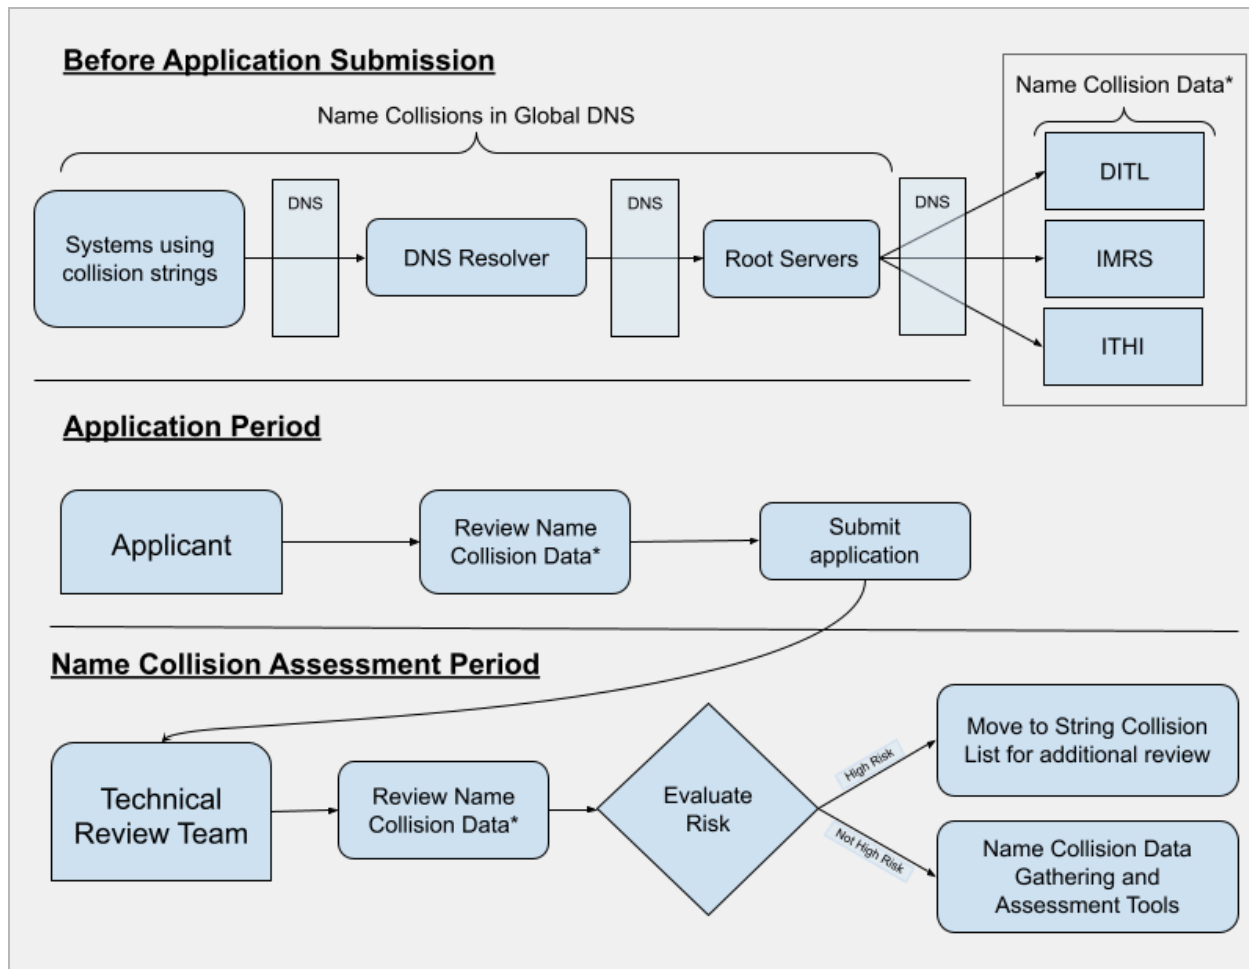 Before Application Submission
Name Collision Data*
Name Collisions in Global DNS
DITL
DNS
DNS
DNS
Systems using
collision strings
DNS Resolver
Root Servers
IMRS
ITHI
Application Period
Applicant
Review Name
Collision Data*
Submit
application
Name Collision Assessment Period
Technical
Review Team
Review Name
Collision Data*
Evaluate
Risk
High Risk
Not High Risk
Move to String Collision
List for additional review
Name Collision Data
Gathering and
Assessment Tools